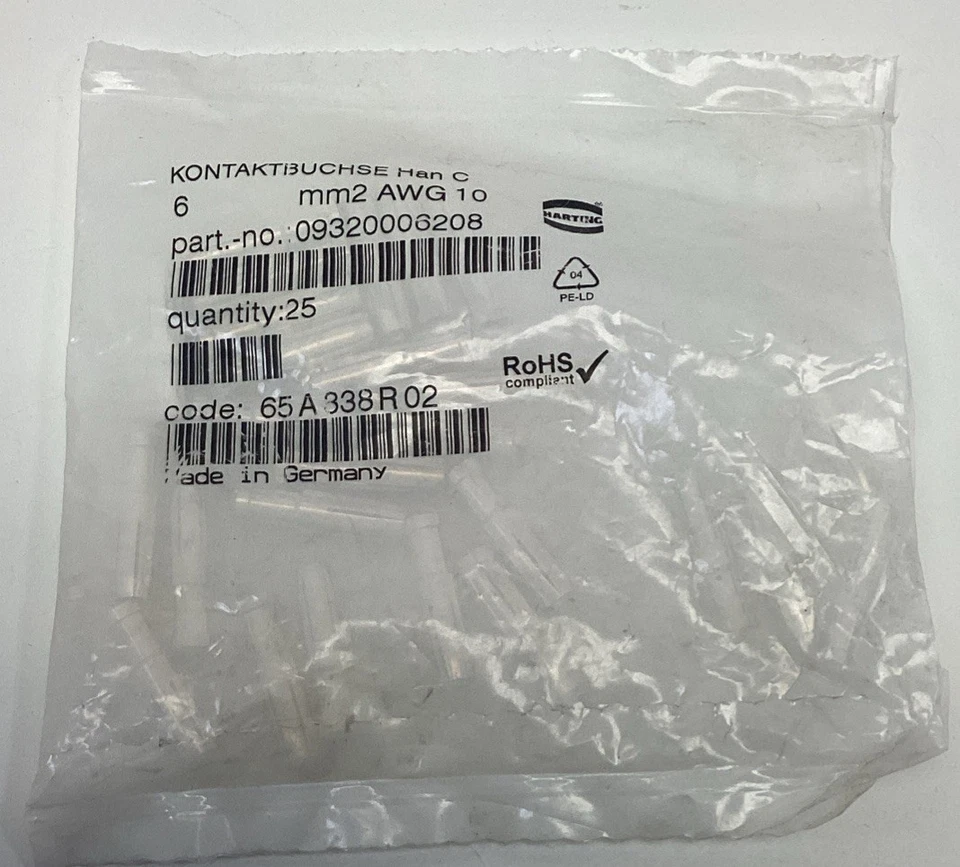 KONTAKTBUCHSE Han C
6 mm2 AWG 10
part.-no.:09320006208
HARTING
04
PE-LD
quantity:25
RoHS
compliant
code: 65 A 338 R 02
Made in Germany